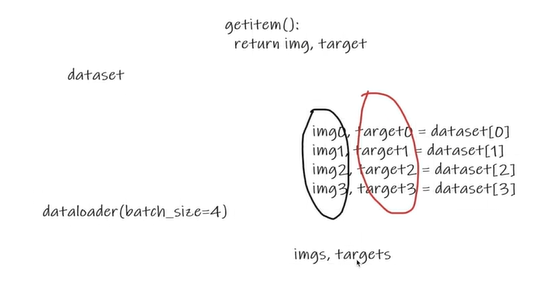 getitem():
return img, target
dataset
img0, target0 = dataset[0]
img1, target1 = dataset[1]
img2, target2 = dataset[2]
img3, target3 = dataset[3]
dataloader(batch_size=4)
imgs, targets